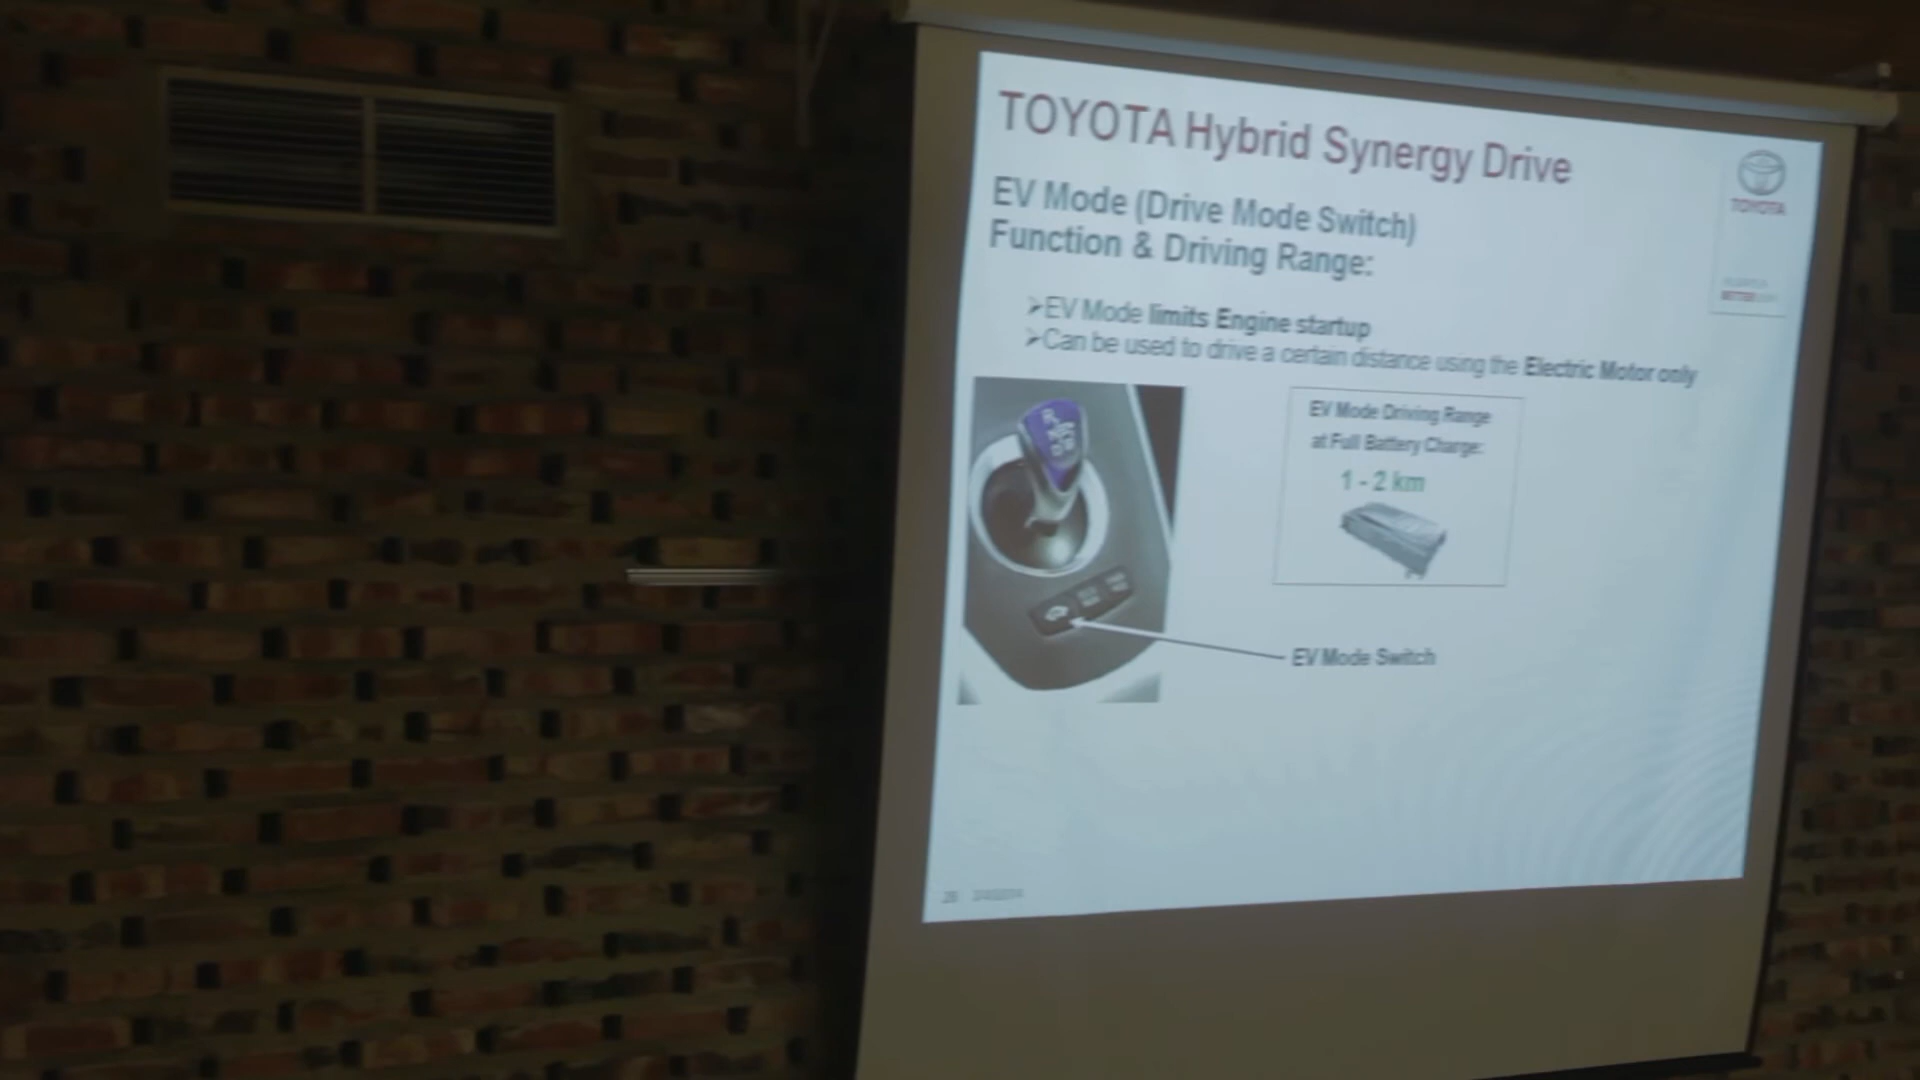 TOYOTA Hybrid Synergy Drive
TOYOTA
EV Mode (Drive Mode Switch)
Function & Driving Range:
BETTER
➢EV Mode limits Engine startup
➢Can be used to drive a certain distance using the Electric Motor only
EV Mode Driving Range
at Full Battery Charge:
1 - 2 km
EV Mode Switch